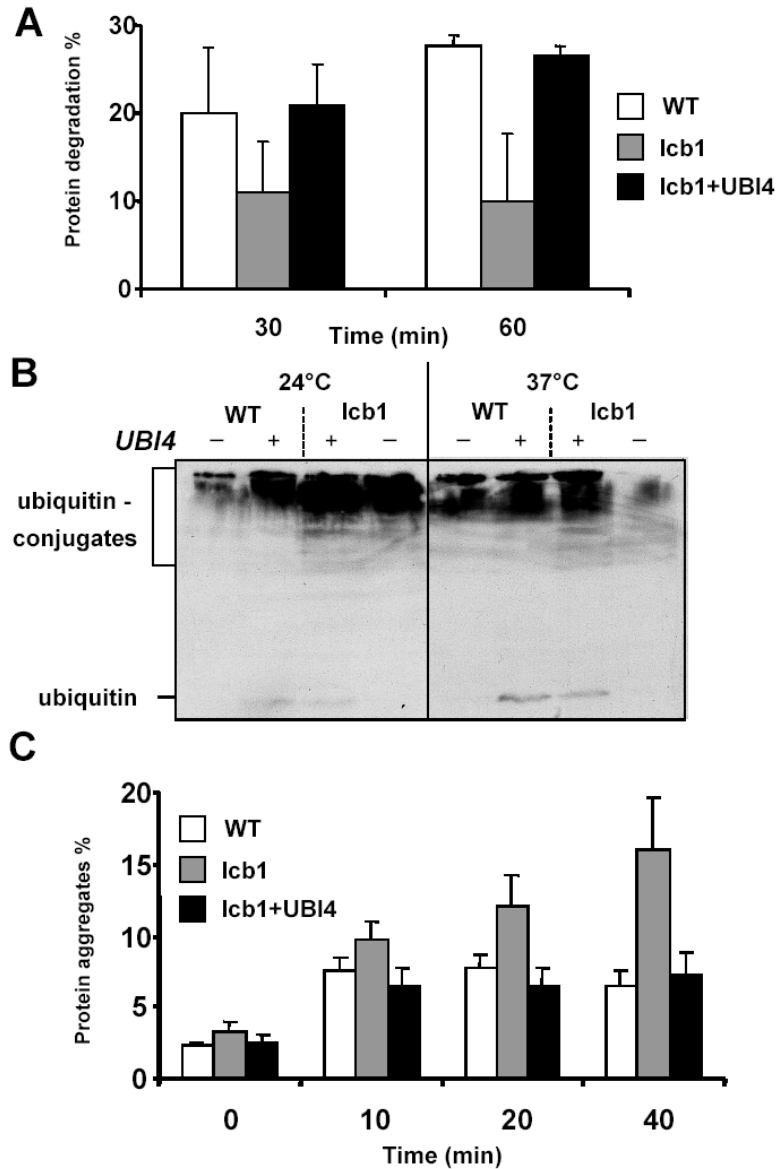 A
Protein degradation %
30
20
10
0
WT
lcb1
lcb1+UBI4
30
60
Time (min)
B
24°C
37°C
WT
lcb1
WT
lcb1
UBI4
– + + – – + + –
ubiquitin -
conjugates
ubiquitin
C
Protein aggregates %
20
15
10
5
0
WT
lcb1
lcb1+UBI4
0 10 20 40
Time (min)